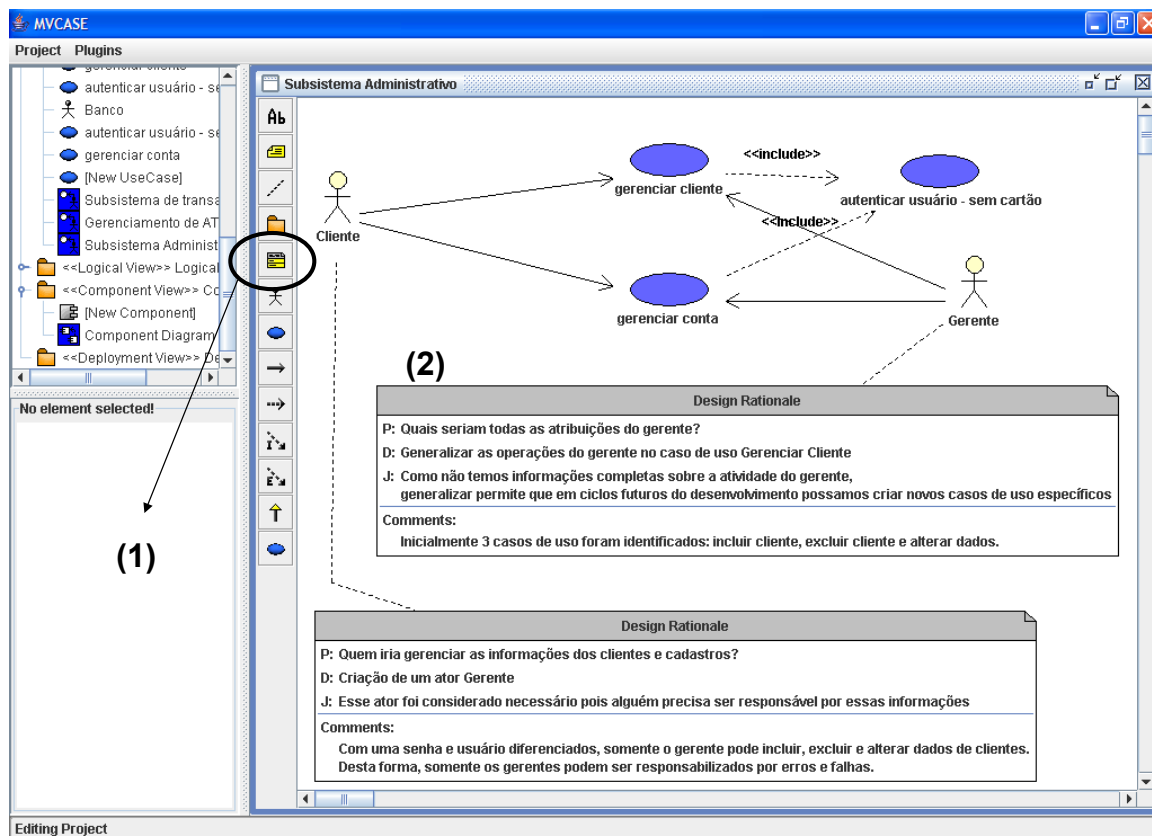 MVCASE
Project Plugins
gerenciar cliente
autenticar usuário - se
Banco
autenticar usuário - se
gerenciar conta
[New UseCase]
Subsistema de transa
Gerenciamento de AT
Subsistema Administ
<<Logical View>> Logical
<<Component View>> Co
[New Component]
Component Diagram
<<Deployment View>> De
No element selected!
(1)
Subsistema Administrativo
Ab
I
E
Cliente
gerenciar cliente
<<include>>
autenticar usuário - sem cartão
<<include>>
gerenciar conta
Gerente
(2)
Design Rationale
P: Quais seriam todas as atribuições do gerente?
D: Generalizar as operações do gerente no caso de uso Gerenciar Cliente
J: Como não temos informações completas sobre a atividade do gerente,
generalizar permite que em ciclos futuros do desenvolvimento possamos criar novos casos de uso específicos
Comments:
Inicialmente 3 casos de uso foram identificados: incluir cliente, excluir cliente e alterar dados.
Design Rationale
P: Quem iria gerenciar as informações dos clientes e cadastros?
D: Criação de um ator Gerente
J: Esse ator foi considerado necessário pois alguém precisa ser responsável por essas informações
Comments:
Com uma senha e usuário diferenciados, somente o gerente pode incluir, excluir e alterar dados de clientes.
Desta forma, somente os gerentes podem ser responsabilizados por erros e falhas.
Editing Project